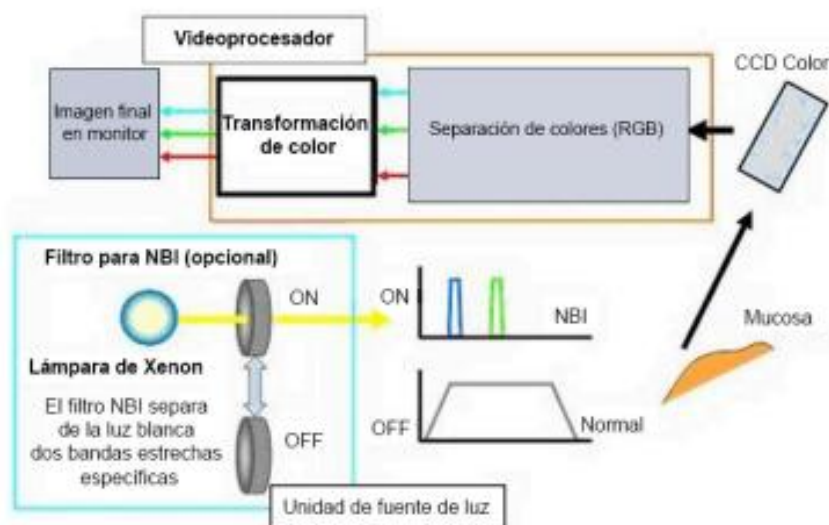 Videoprocesador
CCD Color
Imagen final
en monitor
Transformación
de color
Separación de colores (RGB)
Filtro para NBI (opcional)
ON
ON
NBI
Mucosa
Lámpara de Xenon
El filtro NBI separa
de la luz blanca
dos bandas estrechas
específicas
OFF
OFF
Normal
Unidad de fuente de luz